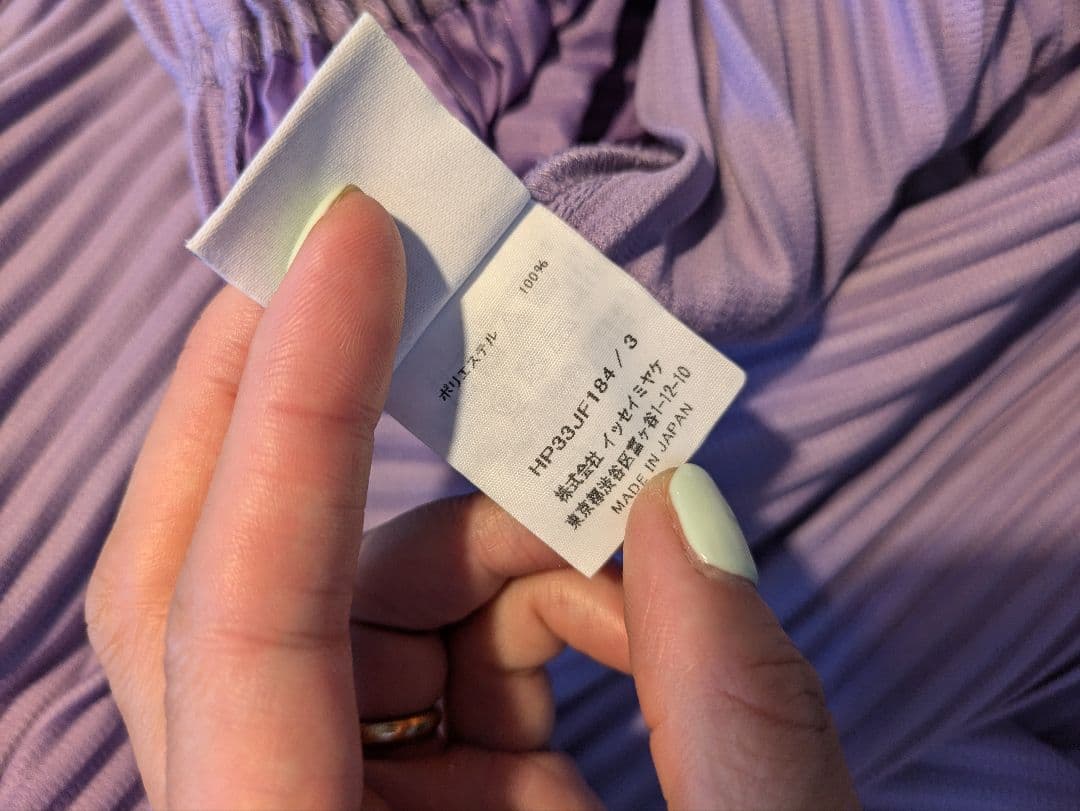 ポリエステル 100%
HP33JF184 / 3
株式会社 イッセイミヤケ
東京都渋谷区富ヶ谷1-12-10
MADE IN JAPAN